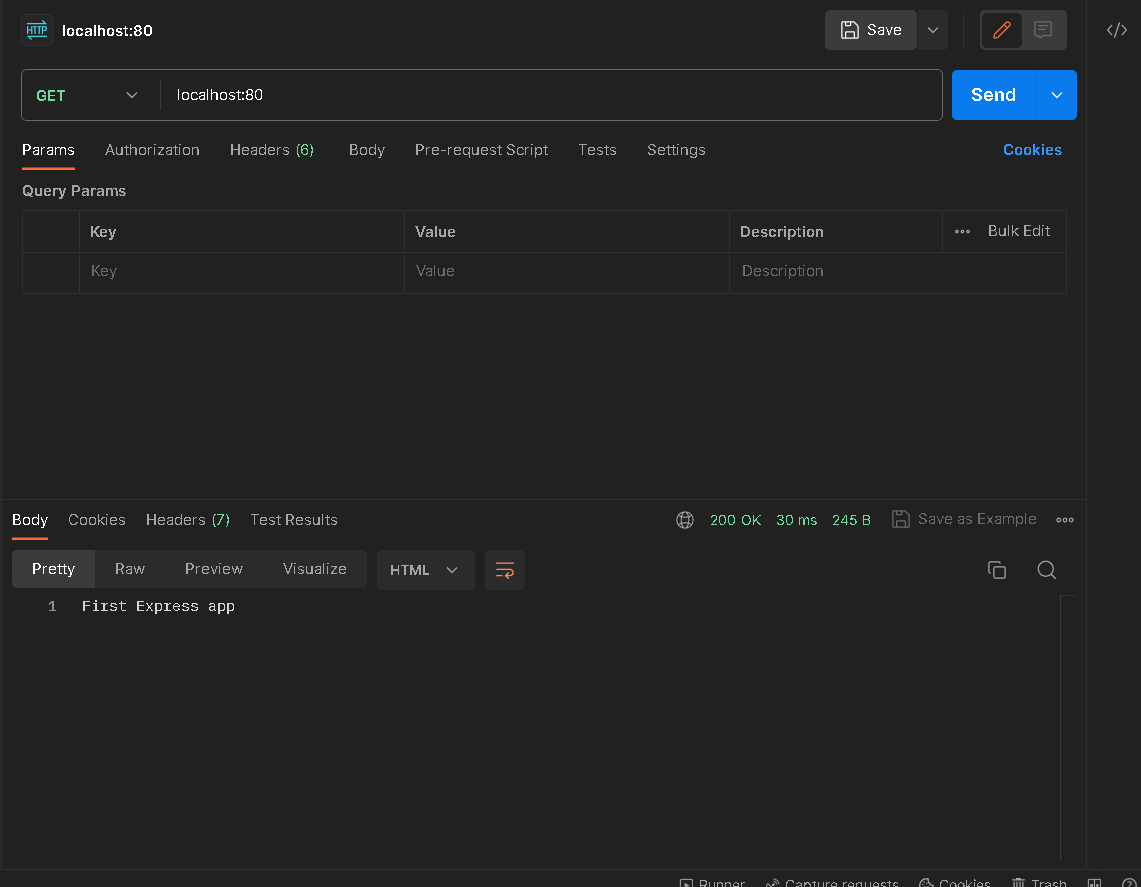 HTTP localhost:80 Save
GET localhost:80 Send
Params Authorization Headers (6) Body Pre-request Script Tests Settings Cookies
Query Params
Key Value Description Bulk Edit
Key Value Description
Body Cookies Headers (7) Test Results 200 OK 30 ms 245 B Save as Example
Pretty Raw Preview Visualize HTML
1 First Express app
Runner Capture requests Cookies Trash